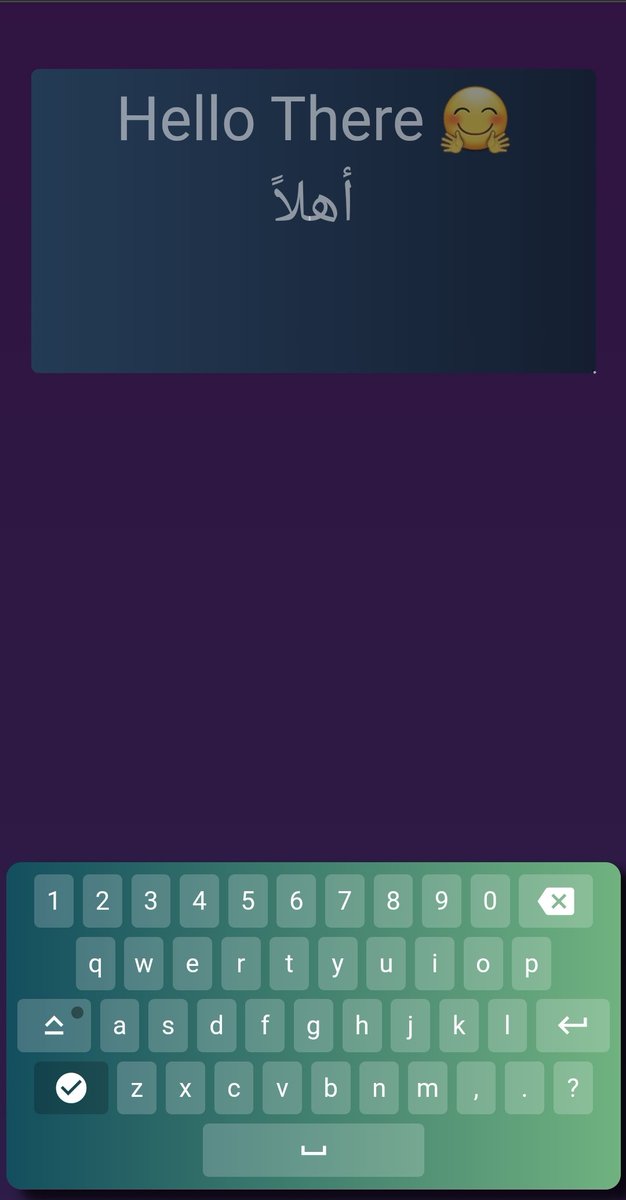 Hello There 🤗
أهلاً
1 2 3 4 5 6 7 8 9 0
q w e r t y u i o p
a s d f g h j k l
z x c v b n m , . ?